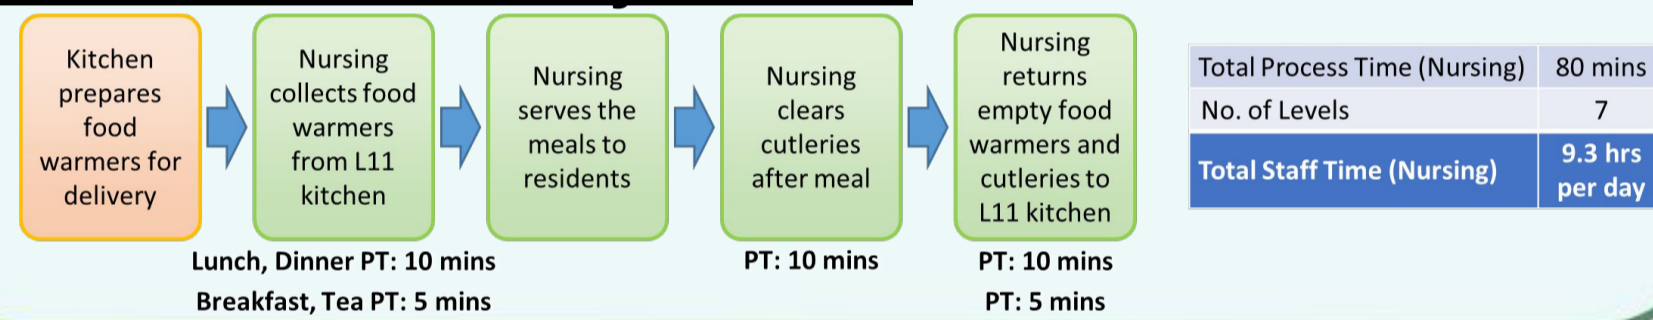 Kitchen
prepares
food
warmers for
delivery
Nursing
collects food
warmers
from L11
kitchen
Nursing
serves the
meals to
residents
Nursing
clears
cutleries
after meal
Nursing
returns
empty food
warmers and
cutleries to
L11 kitchen
Lunch, Dinner PT: 10 mins
Breakfast, Tea PT: 5 mins
PT: 10 mins
PT: 10 mins
PT: 5 mins
Total Process Time (Nursing) 80 mins
No. of Levels 7
Total Staff Time (Nursing) 9.3 hrs
per day